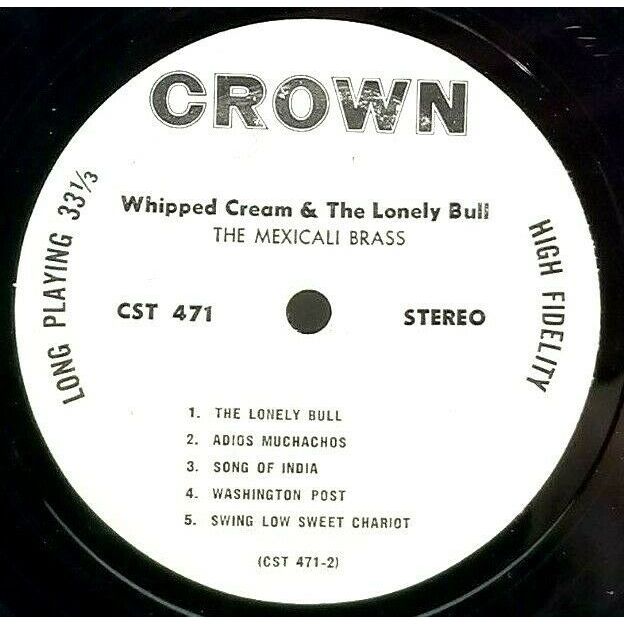 CROWN
Whipped Cream & The Lonely Bull
THE MEXICALI BRASS
LONG PLAYING 33⅓
HIGH FIDELITY
CST 471
STEREO
1. THE LONELY BULL
2. ADIOS MUCHACHOS
3. SONG OF INDIA
4. WASHINGTON POST
5. SWING LOW SWEET CHARIOT
(CST 471-2)